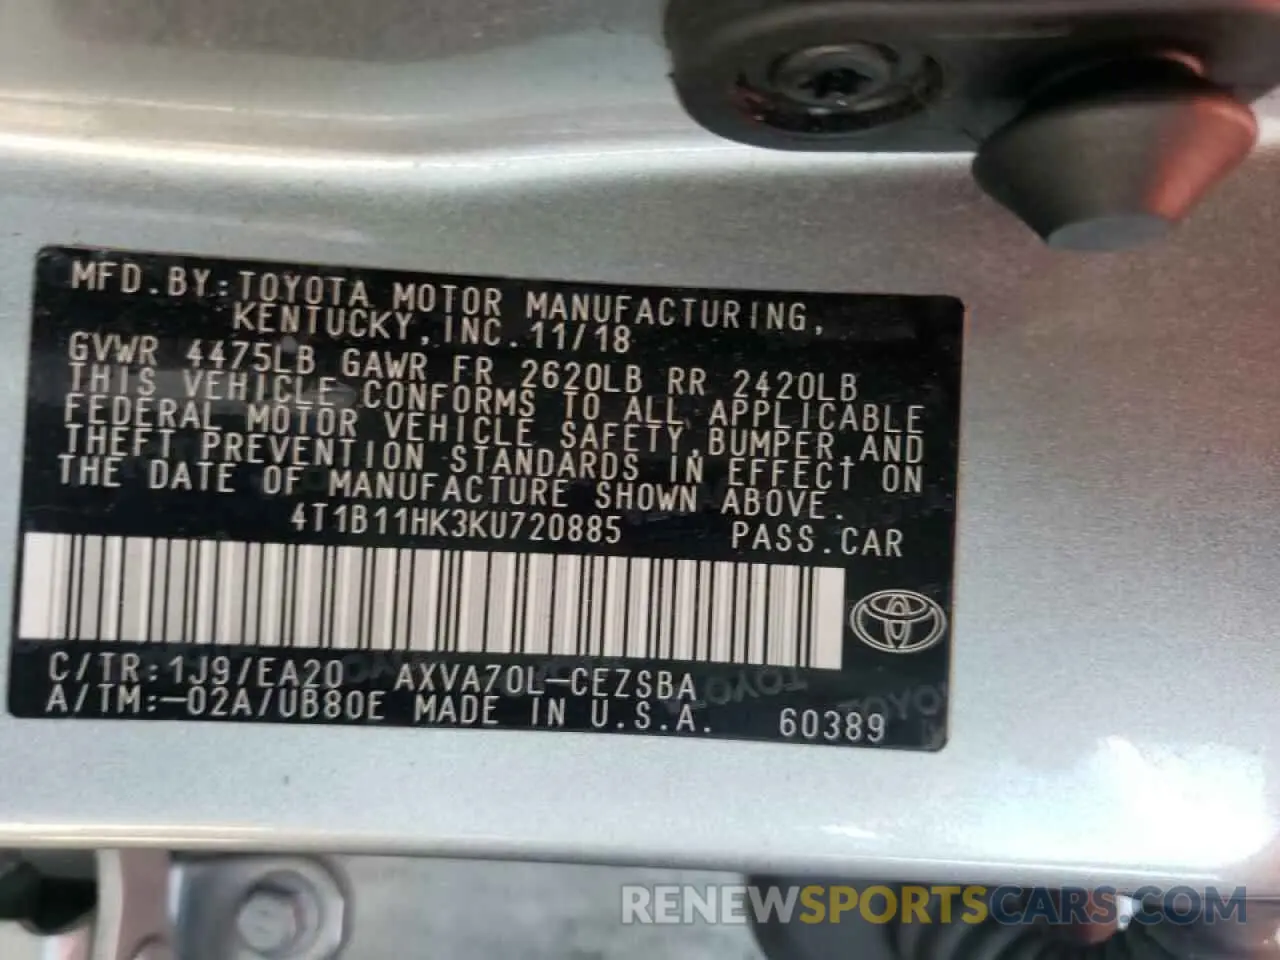 MFD.BY:TOYOTA MOTOR MANUFACTURING,
KENTUCKY,INC.11/18
GVWR 4475LB GAWR FR 2620LB RR 2420LB
THIS VEHICLE CONFORMS TO ALL APPLICABLE
FEDERAL MOTOR VEHICLE SAFETY,BUMPER,AND
THEFT PREVENTION STANDARDS IN EFFECT ON
THE DATE OF MANUFACTURE SHOWN ABOVE.
4T1B11HK3KU720885 PASS.CAR
C/TR:1J9/EA20 AXVA70L-CEZSBA
A/TM:-02A/UB80E MADE IN U.S.A. 60389
RENEWSPORTSCARS.COM